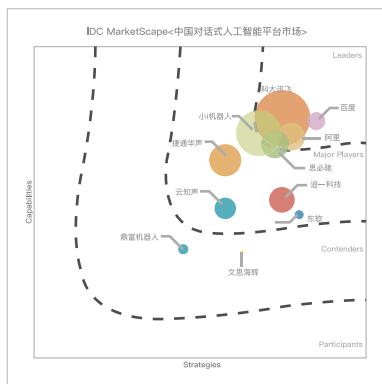 IDC MarketScape<中国对话式人工智能平台市场>
Leaders
科大讯飞
百度
小i机器人
阿里
捷通华声
Major Players
思必驰
追一科技
云知声
东软
Capabilities
鼎富机器人
Contenders
文思海辉
Participants
Strategies